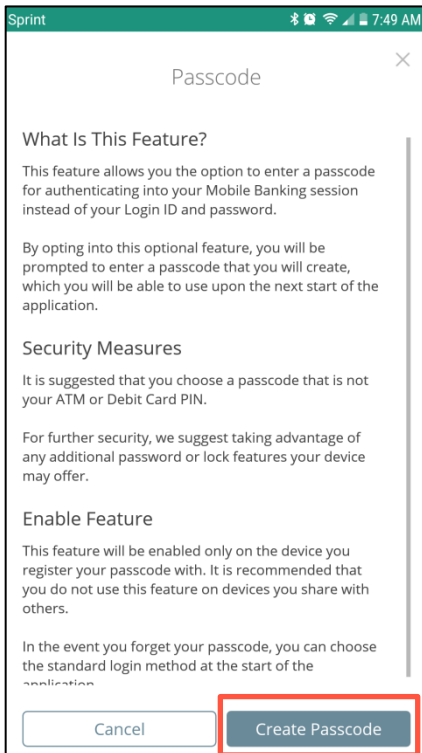 Sprint 7:49 AM
Passcode
What Is This Feature?
This feature allows you the option to enter a passcode
for authenticating into your Mobile Banking session
instead of your Login ID and password.
By opting into this optional feature, you will be
prompted to enter a passcode that you will create,
which you will be able to use upon the next start of the
application.
Security Measures
It is suggested that you choose a passcode that is not
your ATM or Debit Card PIN.
For further security, we suggest taking advantage of
any additional password or lock features your device
may offer.
Enable Feature
This feature will be enabled only on the device you
register your passcode with. It is recommended that
you do not use this feature on devices you share with
others.
In the event you forget your passcode, you can choose
the standard login method at the start of the
application
Cancel Create Passcode